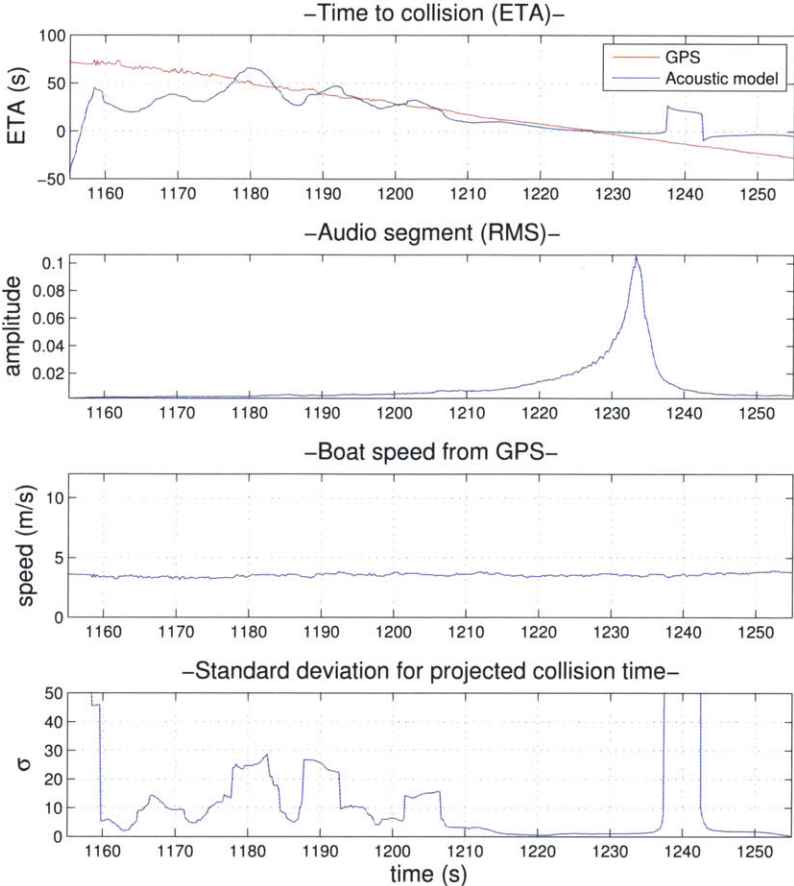 –Time to collision (ETA)–
100
50
0
–50
ETA (s)
GPS
Acoustic model
1160 1170 1180 1190 1200 1210 1220 1230 1240 1250
–Audio segment (RMS)–
0.1
0.08
0.06
0.04
0.02
amplitude
1160 1170 1180 1190 1200 1210 1220 1230 1240 1250
–Boat speed from GPS–
10
5
0
speed (m/s)
1160 1170 1180 1190 1200 1210 1220 1230 1240 1250
–Standard deviation for projected collision time–
50
40
30
20
10
0
σ
1160 1170 1180 1190 1200 1210 1220 1230 1240 1250
time (s)